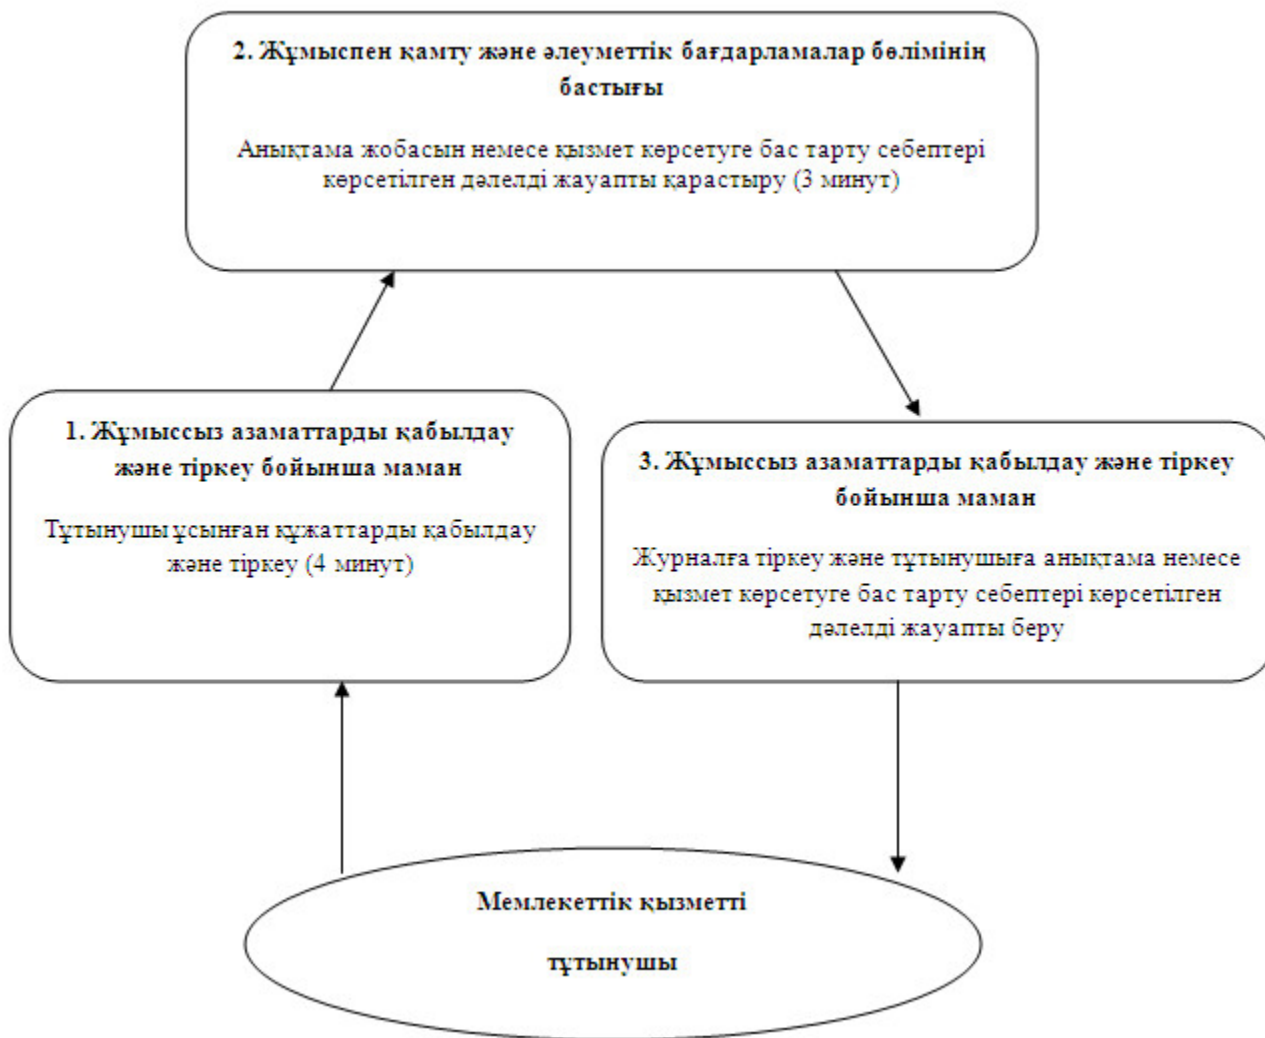 2. Жұмыспен қамту және әлеуметтік бағдарламалар бөлімінің
бастығы
Анықтама жобасын немесе қызмет көрсетуге бас тарту себептері
көрсетілген дәлелді жауапты қарастыру (3 минут)
1. Жұмыссыз азаматтарды қабылдау
және тіркеу бойынша маман
Тұтынушы ұсынған құжаттарды қабылдау
және тіркеу (4 минут)
3. Жұмыссыз азаматтарды қабылдау және тіркеу
бойынша маман
Журналға тіркеу және тұтынушыға анықтама немесе
қызмет көрсетуге бас тарту себептері көрсетілген
дәлелді жауапты беру
Мемлекеттік қызметті
тұтынушы